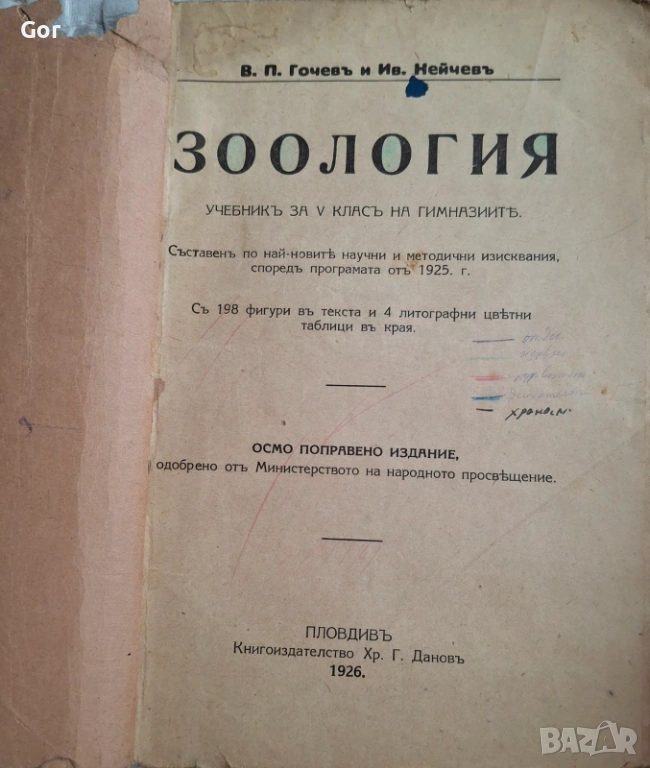 Gor
В. П. Гочевъ и Ив. Нейчевъ
ЗООЛОГИЯ
УЧЕБНИКЪ ЗА V КЛАСЪ НА ГИМНАЗИИТѢ.
Съставенъ по най-новитѣ научни и методични изисквания,
споредъ програмата отъ 1925. г.
Съ 198 фигури въ текста и 4 литографни цвѣтни
таблици въ края.
ОСМО ПОПРАВЕНО ИЗДАНИЕ,
одобрено отъ Министерството на народното просвѣщение.
ПЛОВДИВЪ
Книгоиздателство Хр. Г. Дановъ
1926.
BAZAR